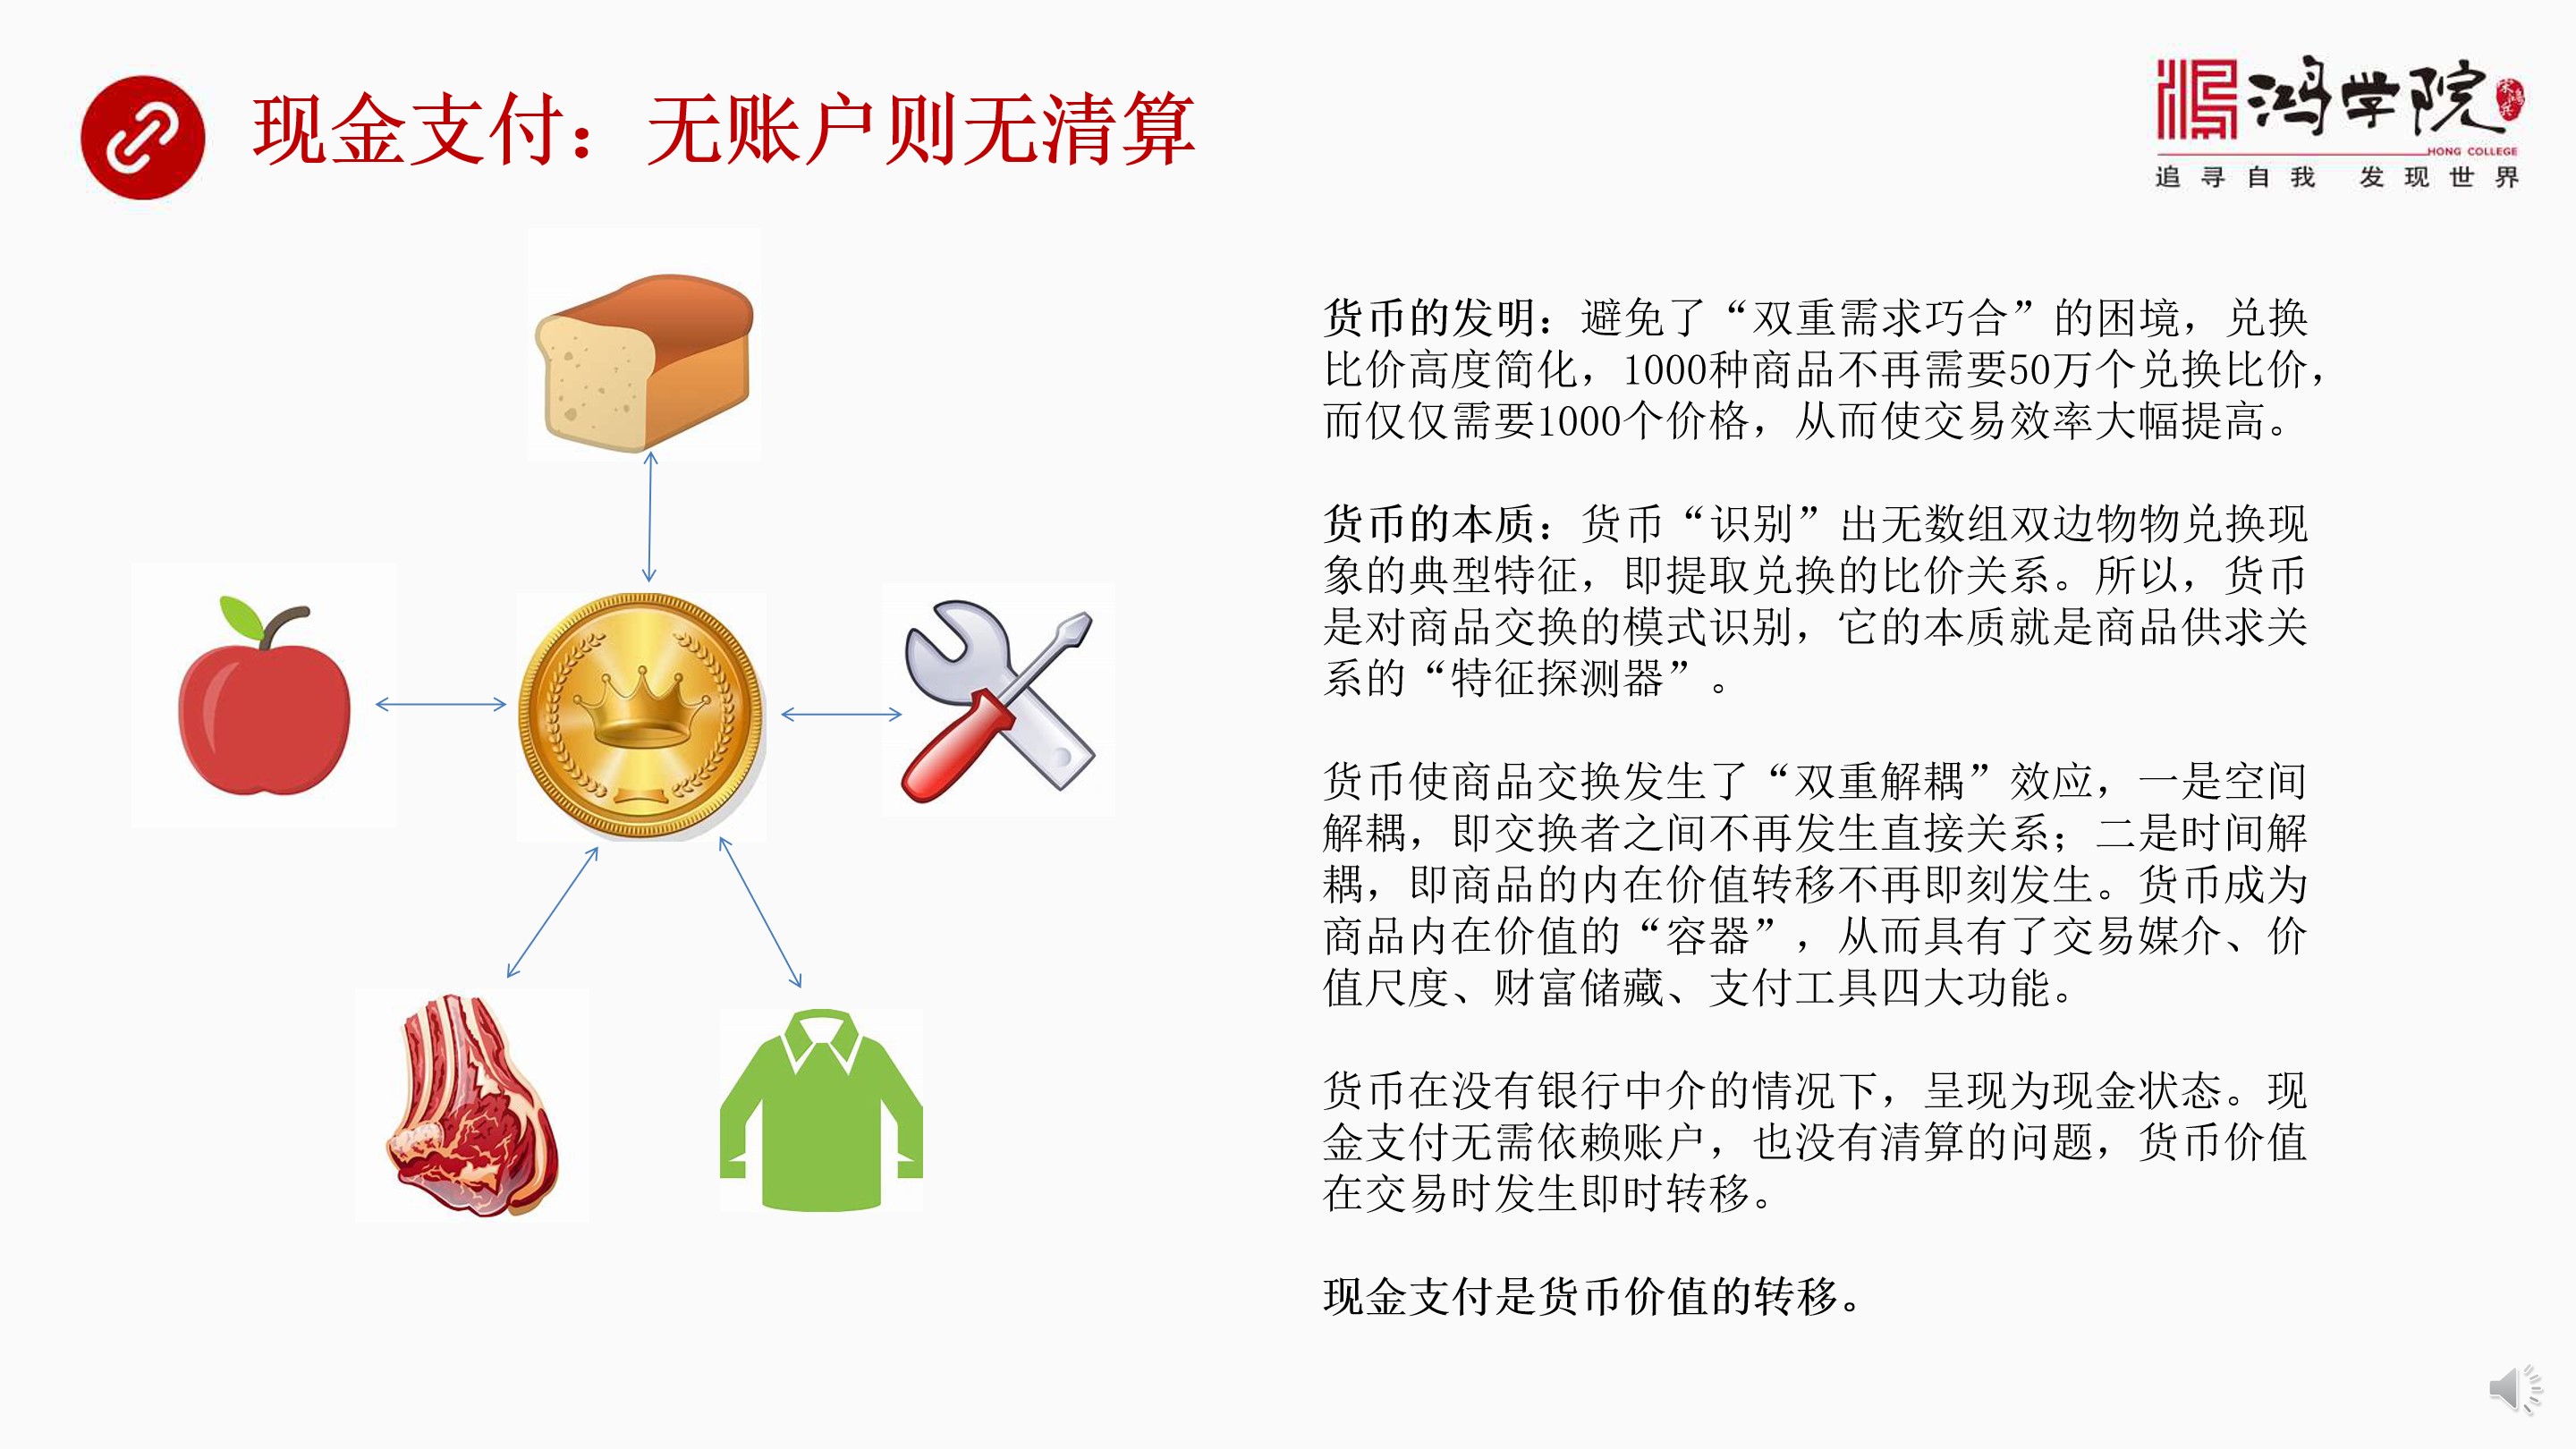 现金支付：无账户则无清算
鸿学院
HONG COLLEGE
追寻自我 发现世界
货币的发明：避免了“双重需求巧合”的困境，兑换
比价高度简化，1000种商品不再需要50万个兑换比价，
而仅仅需要1000个价格，从而使交易效率大幅提高。
货币的本质：货币“识别”出无数组双边物物兑换现
象的典型特征，即提取兑换的比价关系。所以，货币
是对商品交换的模式识别，它的本质就是商品供求关
系的“特征探测器”。
货币使商品交换发生了“双重解耦”效应，一是空间
解耦，即交换者之间不再发生直接关系；二是时间解
耦，即商品的内在价值转移不再即刻发生。货币成为
商品内在价值的“容器”，从而具有了交易媒介、价
值尺度、财富储藏、支付工具四大功能。
货币在没有银行中介的情况下，呈现为现金状态。现
金支付无需依赖账户，也没有清算的问题，货币价值
在交易时发生即时转移。
现金支付是货币价值的转移。